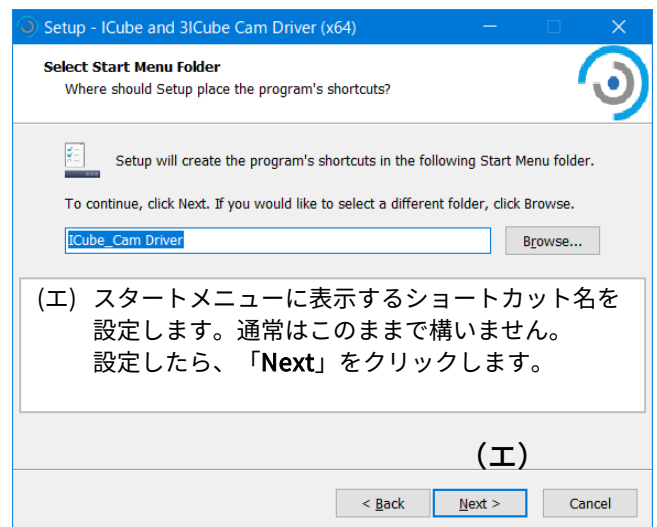 Setup - ICube and 3ICube Cam Driver (x64)
Select Start Menu Folder
Where should Setup place the program's shortcuts?
Setup will create the program's shortcuts in the following Start Menu folder.
To continue, click Next. If you would like to select a different folder, click Browse.
ICube_Cam Driver
Browse...
(エ) スタートメニューに表示するショートカット名を
設定します。通常はこのままで構いません。
設定したら、「Next」をクリックします。
(エ)
< Back
Next >
Cancel